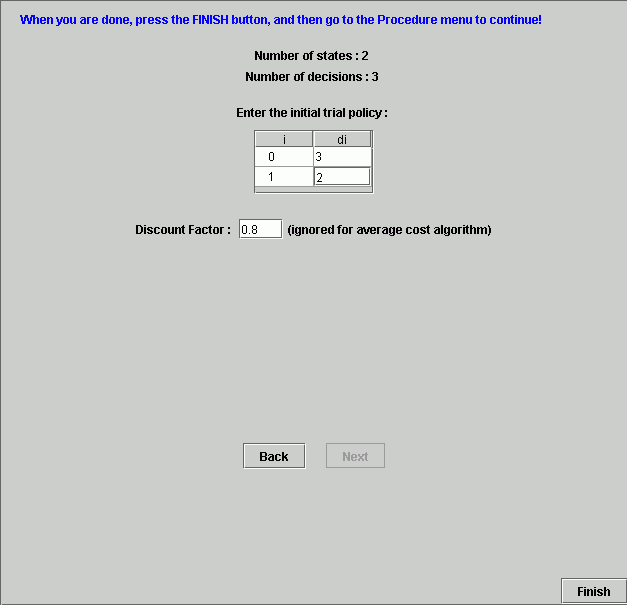 When you are done, press the FINISH button, and then go to the Procedure menu to continue!
Number of states : 2
Number of decisions : 3
Enter the initial trial policy :
i di
0 3
1 2
Discount Factor : 0.8 (ignored for average cost algorithm)
Back Next
Finish